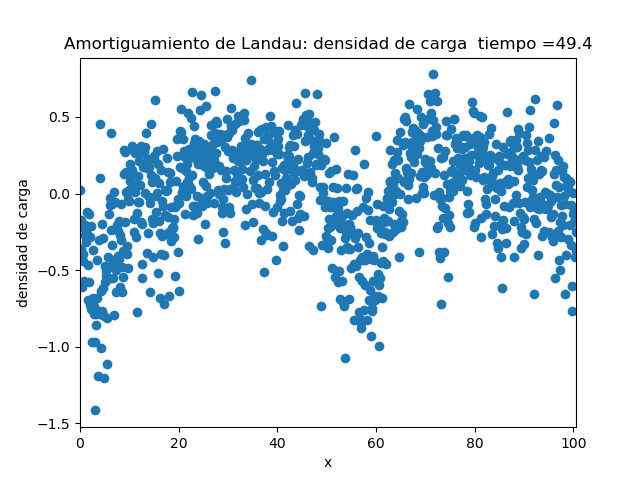 Amortiguamiento de Landau: densidad de carga  tiempo =49.4
densidad de carga
0.5
0.0
−0.5
−1.0
−1.5
0 20 40 60 80 100
x